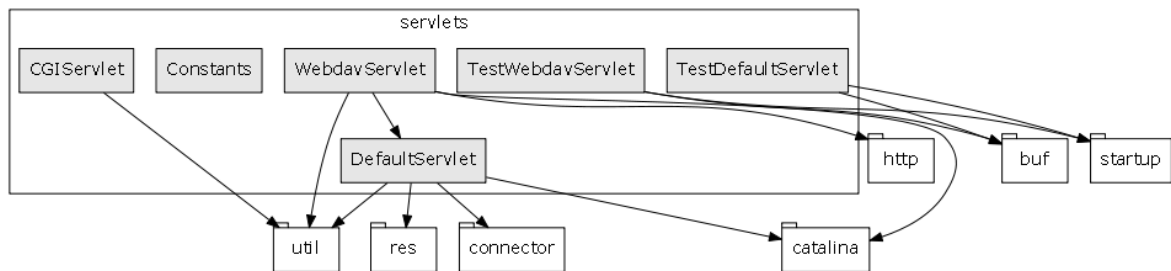 servlets
CGIServlet
Constants
WebdavServlet
TestWebdavServlet
TestDefaultServlet
DefaultServlet
http
buf
startup
util
res
connector
catalina